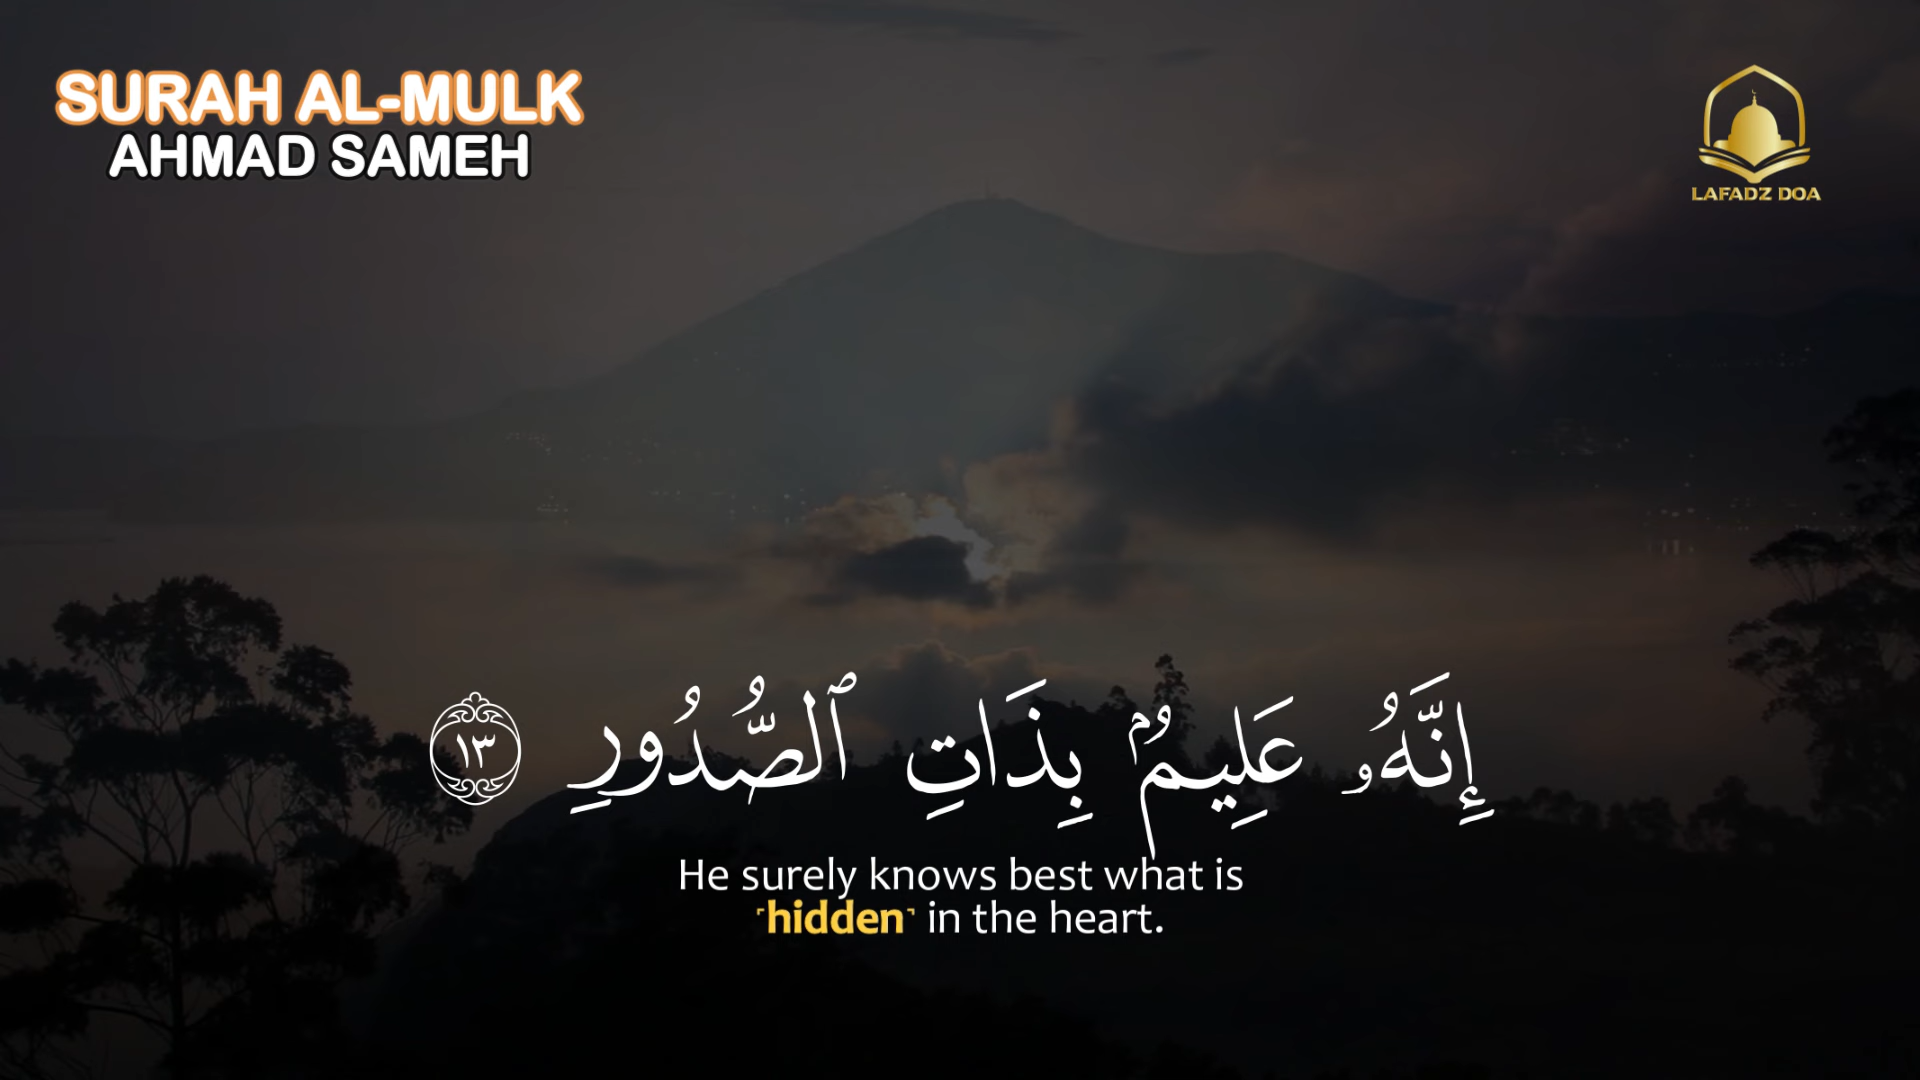 SURAH AL-MULK
AHMAD SAMEH
LAFADZ DOA
إِنَّهُۥ عَلِيمُۢ بِذَاتِ ٱلصُّدُورِ ١٣
He surely knows best what is
˹hidden˺ in the heart.